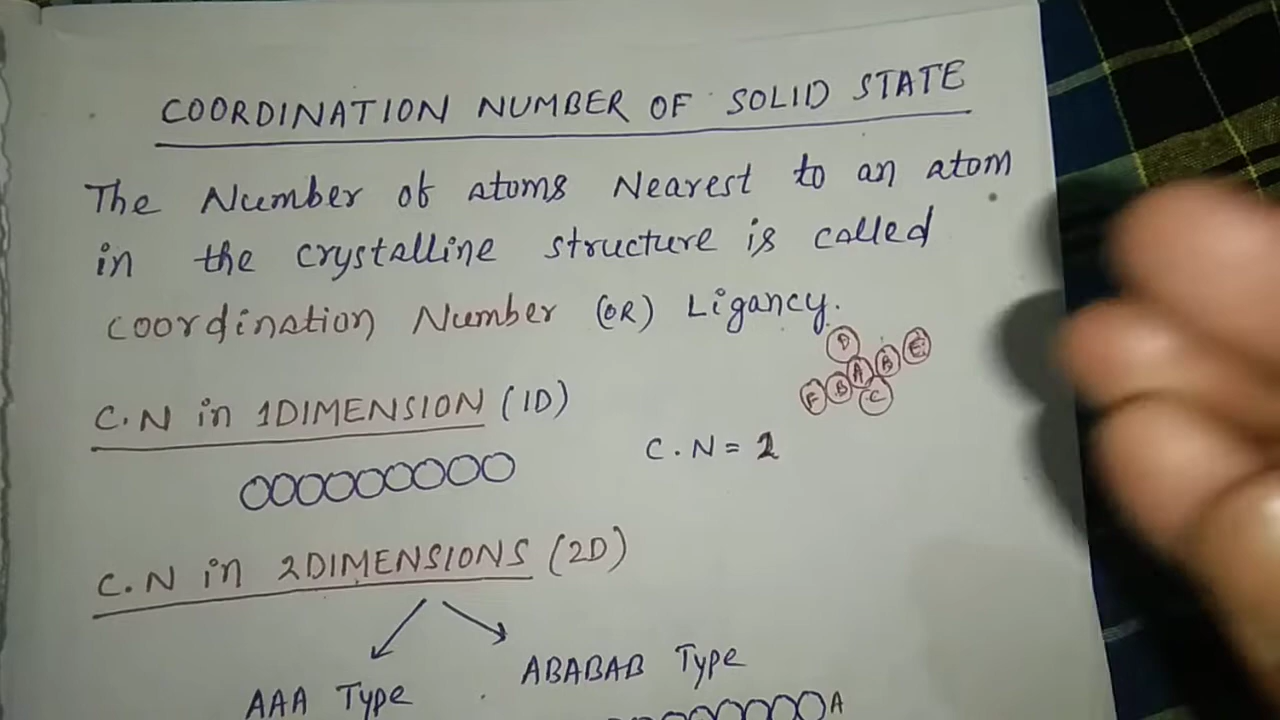 COORDINATION NUMBER OF SOLID STATE
The Number of atoms Nearest to an atom
in the crystalline structure is called
coordination Number (OR) Ligancy.
D
F B A B E
C
C.N in 1DIMENSION (1D)
C.N = 2
C.N in 2DIMENSIONS (2D)
AAA Type
ABABAB Type
A